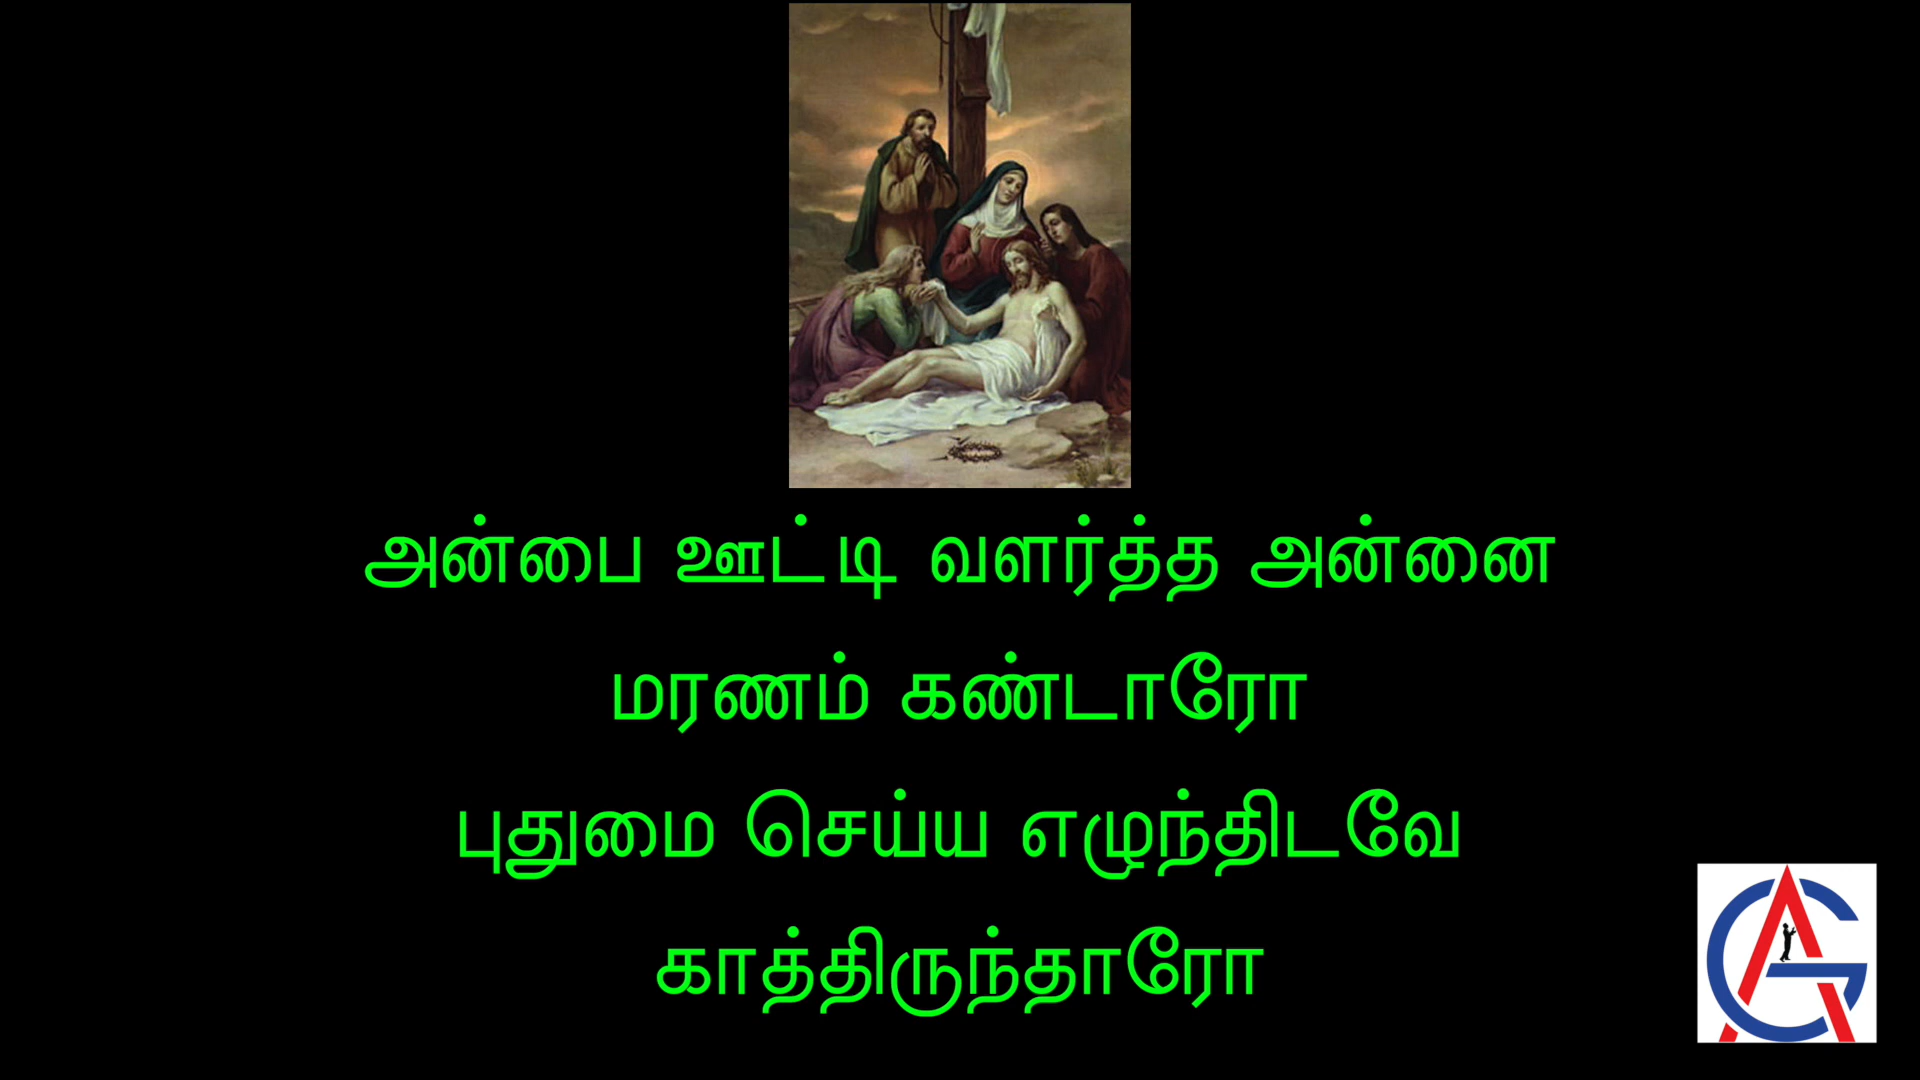 அன்பை ஊட்டி வளர்த்த அன்னை
மரணம் கண்டாரோ
புதுமை செய்ய எழுந்திடவே
காத்திருந்தாரோ